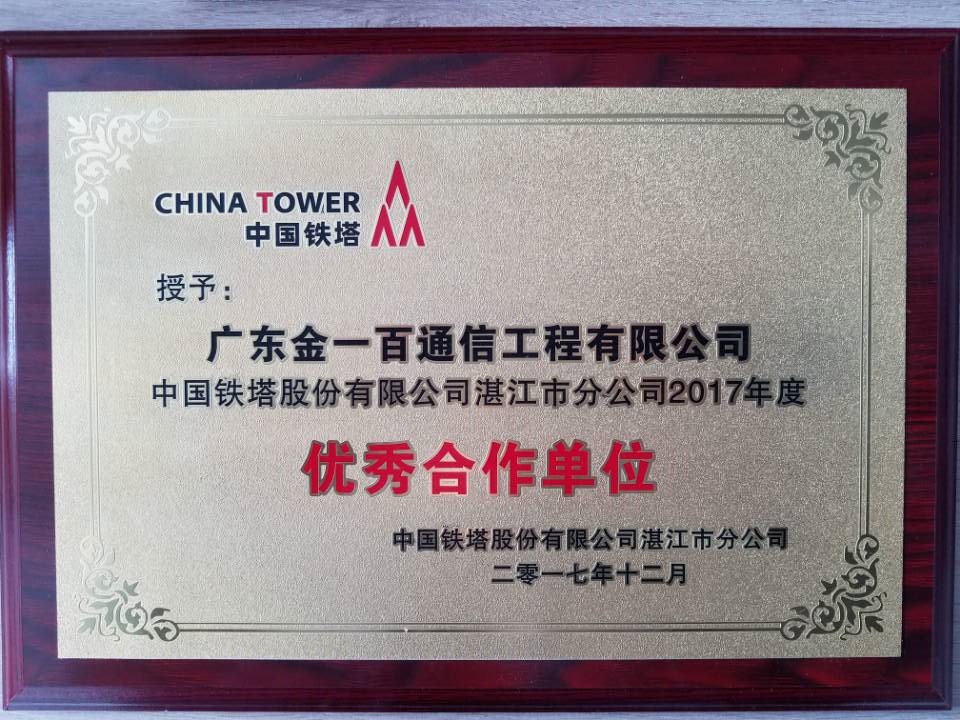 CHINA TOWER
中国铁塔
授予：
广东金一百通信工程有限公司
中国铁塔股份有限公司湛江市分公司2017年度
优秀合作单位
中国铁塔股份有限公司湛江市分公司
二零一七年十二月